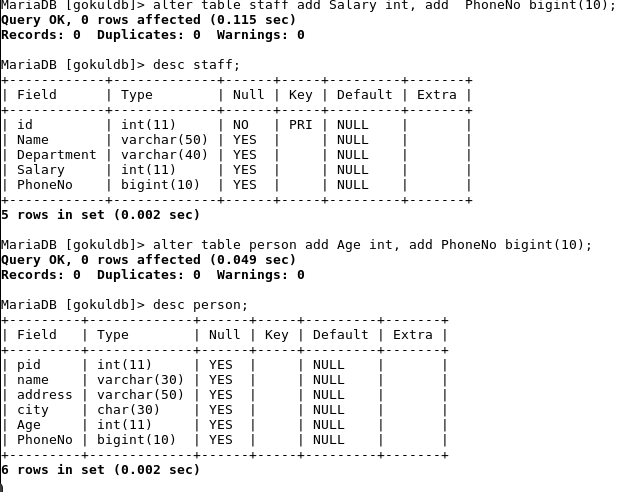 MariaDB [gokuldb]> alter table staff add Salary int, add  PhoneNo bigint(10);
Query OK, 0 rows affected (0.115 sec)
Records: 0  Duplicates: 0  Warnings: 0

MariaDB [gokuldb]> desc staff;
+------------+-------------+------+-----+---------+-------+
| Field      | Type        | Null | Key | Default | Extra |
+------------+-------------+------+-----+---------+-------+
| id         | int(11)     | NO   | PRI | NULL    |       |
| Name       | varchar(50) | YES  |     | NULL    |       |
| Department | varchar(40) | YES  |     | NULL    |       |
| Salary     | int(11)     | YES  |     | NULL    |       |
| PhoneNo    | bigint(10)  | YES  |     | NULL    |       |
+------------+-------------+------+-----+---------+-------+
5 rows in set (0.002 sec)

MariaDB [gokuldb]> alter table person add Age int, add PhoneNo bigint(10);
Query OK, 0 rows affected (0.049 sec)
Records: 0  Duplicates: 0  Warnings: 0

MariaDB [gokuldb]> desc person;
+---------+-------------+------+-----+---------+-------+
| Field   | Type        | Null | Key | Default | Extra |
+---------+-------------+------+-----+---------+-------+
| pid     | int(11)     | YES  |     | NULL    |       |
| name    | varchar(30) | YES  |     | NULL    |       |
| address | varchar(50) | YES  |     | NULL    |       |
| city    | char(30)    | YES  |     | NULL    |       |
| Age     | int(11)     | YES  |     | NULL    |       |
| PhoneNo | bigint(10)  | YES  |     | NULL    |       |
+---------+-------------+------+-----+---------+-------+
6 rows in set (0.002 sec)